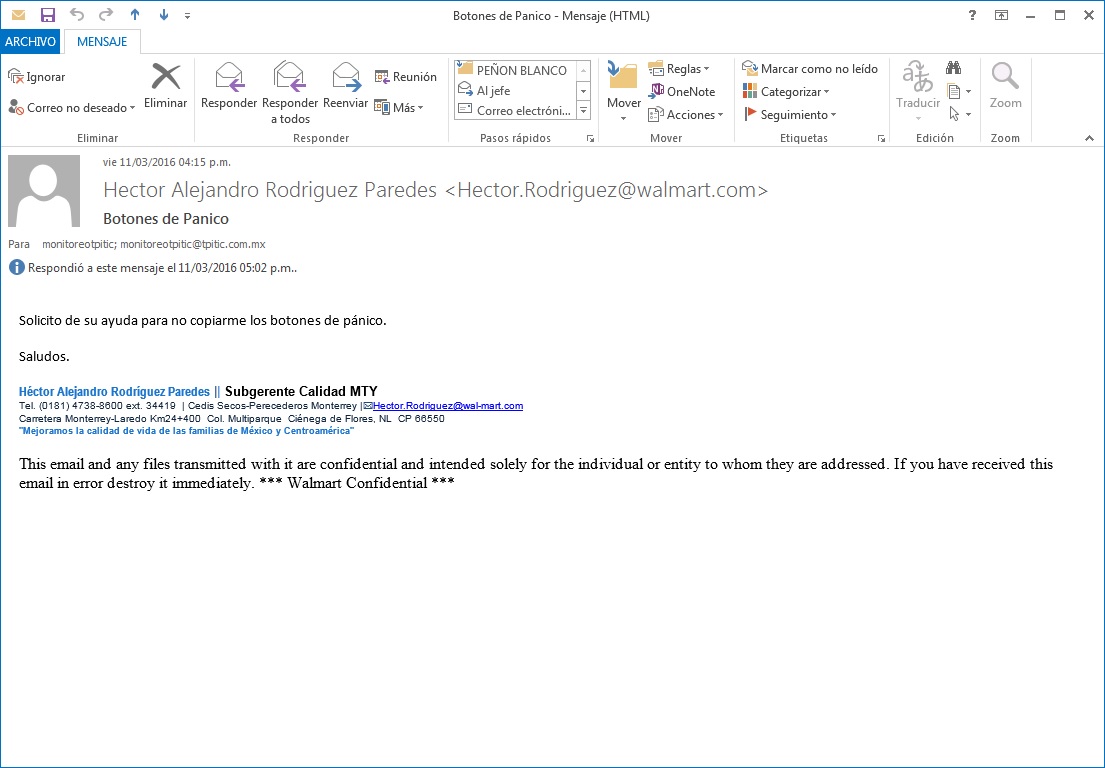 Botones de Panico - Mensaje (HTML)
ARCHIVO MENSAJE
Ignorar
Correo no deseado
Eliminar
Eliminar
Responder
Responder a todos
Reenviar
Reunión
Más
Responder
PEÑON BLANCO
Al jefe
Correo electróni...
Pasos rápidos
Mover
Reglas
OneNote
Acciones
Mover
Marcar como no leído
Categorizar
Seguimiento
Etiquetas
Traducir
Edición
Zoom
Zoom
vie 11/03/2016 04:15 p.m.
Hector Alejandro Rodriguez Paredes <Hector.Rodriguez@walmart.com>
Botones de Panico
Para monitoreotpitic; monitoreotpitic@tpitic.com.mx
Respondió a este mensaje el 11/03/2016 05:02 p.m..
Solicito de su ayuda para no copiarme los botones de pánico.
Saludos.
Héctor Alejandro Rodríguez Paredes || Subgerente Calidad MTY
Tel. (0181) 4738-8600 ext. 34419 | Cedis Secos-Perecederos Monterrey |✉Hector.Rodriguez@wal-mart.com
Carretera Monterrey-Laredo Km24+400 Col. Multiparque Ciénega de Flores, NL CP 66550
"Mejoramos la calidad de vida de las familias de México y Centroamérica"
This email and any files transmitted with it are confidential and intended solely for the individual or entity to whom they are addressed. If you have received this
email in error destroy it immediately. *** Walmart Confidential ***